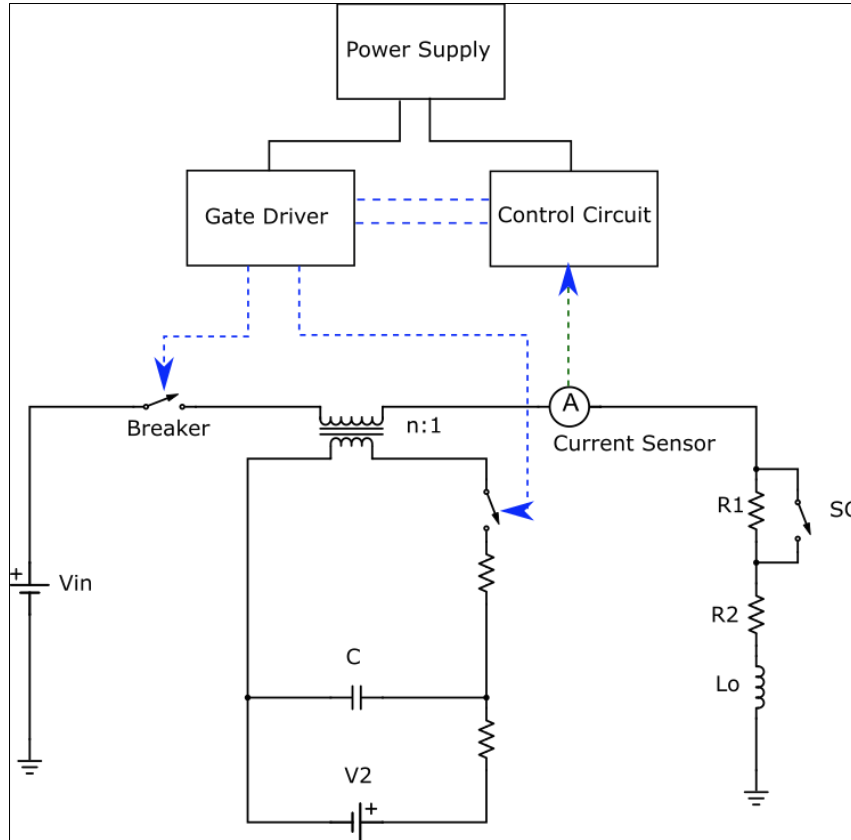 Power Supply
Gate Driver
Control Circuit
A
Breaker
n:1
Current Sensor
R1
+
Vin
R2
C
Lo
V2
+